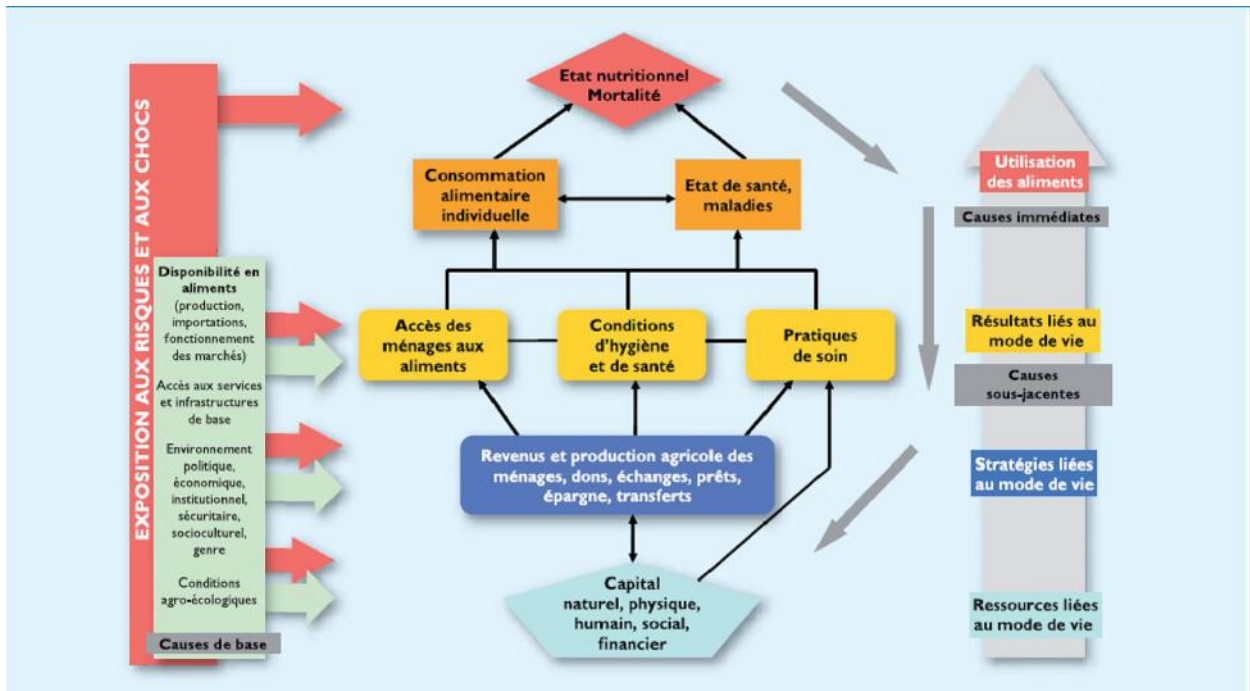 EXPOSITION AUX RISQUES ET AUX CHOCS
Disponibilité en
aliments
(production,
importations,
fonctionnement
des marchés)
Accès aux services
et infrastructures
de base
Environnement
politique,
économique,
institutionnel,
sécuritaire,
socioculturel,
genre
Conditions
agro-écologiques
Causes de base
Etat nutritionnel
Mortalité
Consommation
alimentaire
individuelle
Etat de santé,
maladies
Accès des
ménages aux
aliments
Conditions
d'hygiène
et de santé
Pratiques
de soin
Revenus et production agricole des
ménages, dons, échanges, prêts,
épargne, transferts
Capital
naturel, physique,
humain, social,
financier
Utilisation
des aliments
Causes immédiates
Résultats liés au
mode de vie
Causes
sous-jacentes
Stratégies liées
au mode de vie
Ressources liées
au mode de vie